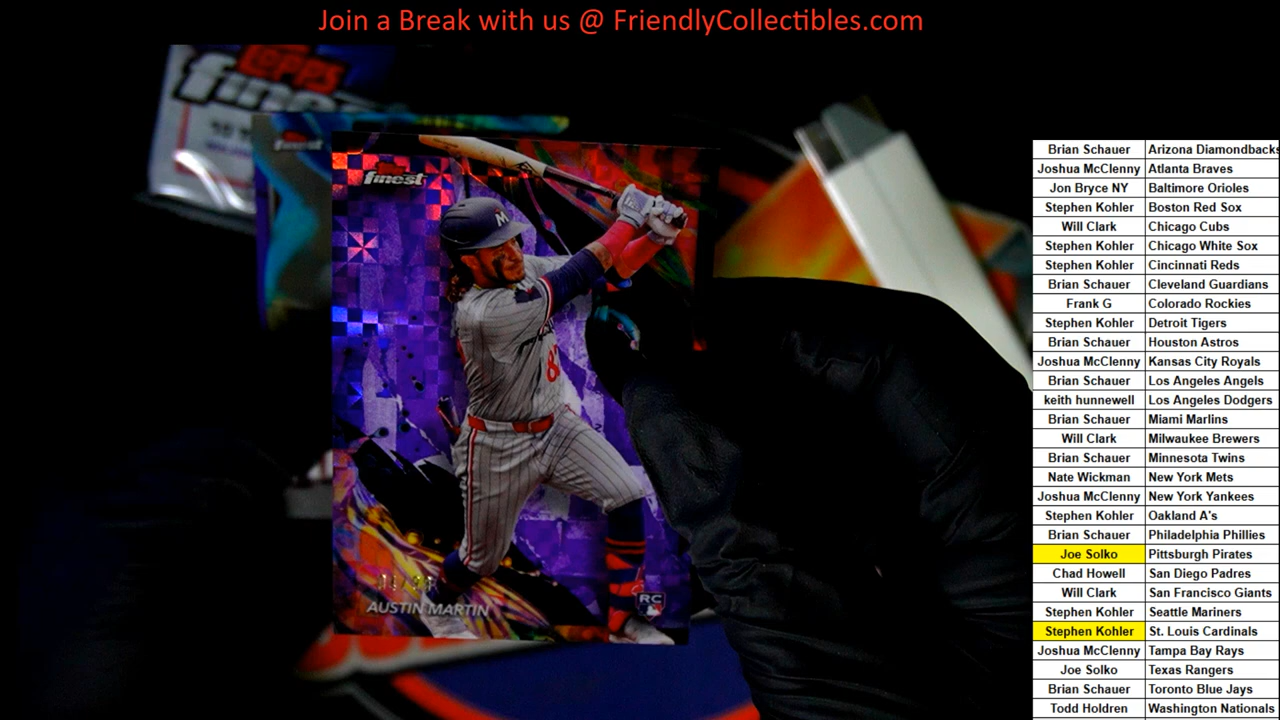 Join a Break with us @ FriendlyCollectibles.com
TOPPS
finest
finest
finest
M
AUSTIN MARTIN
RC
Brian Schauer Arizona Diamondbacks
Joshua McClenny Atlanta Braves
Jon Bryce NY Baltimore Orioles
Stephen Kohler Boston Red Sox
Will Clark Chicago Cubs
Stephen Kohler Chicago White Sox
Stephen Kohler Cincinnati Reds
Brian Schauer Cleveland Guardians
Frank G Colorado Rockies
Stephen Kohler Detroit Tigers
Brian Schauer Houston Astros
Joshua McClenny Kansas City Royals
Brian Schauer Los Angeles Angels
keith hunnewell Los Angeles Dodgers
Brian Schauer Miami Marlins
Will Clark Milwaukee Brewers
Brian Schauer Minnesota Twins
Nate Wickman New York Mets
Joshua McClenny New York Yankees
Stephen Kohler Oakland A's
Brian Schauer Philadelphia Phillies
Joe Solko Pittsburgh Pirates
Chad Howell San Diego Padres
Will Clark San Francisco Giants
Stephen Kohler Seattle Mariners
Stephen Kohler St. Louis Cardinals
Joshua McClenny Tampa Bay Rays
Joe Solko Texas Rangers
Brian Schauer Toronto Blue Jays
Todd Holdren Washington Nationals